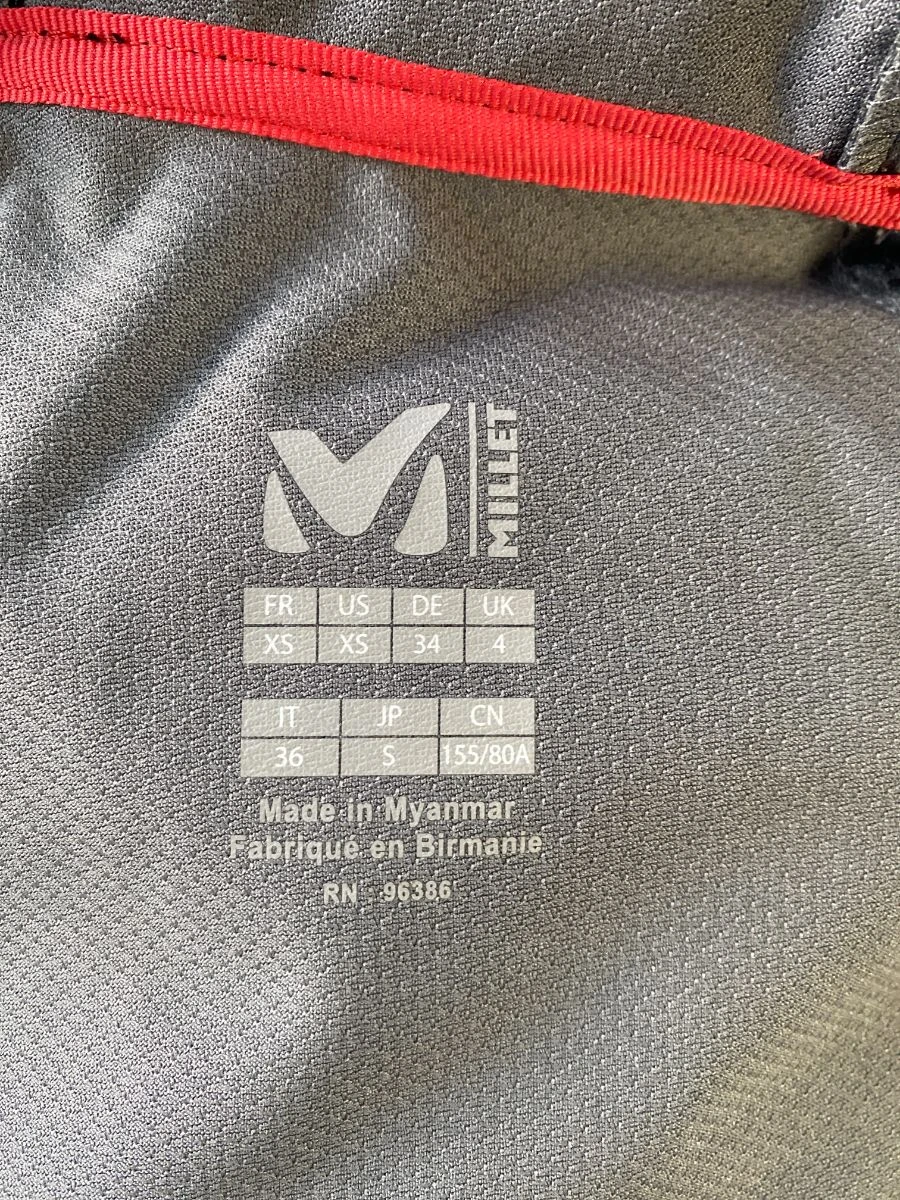 MILLET
FR US DE UK
XS XS 34 4
IT JP CN
36 S 155/80A
Made in Myanmar
Fabriqué en Birmanie
RN : 96386